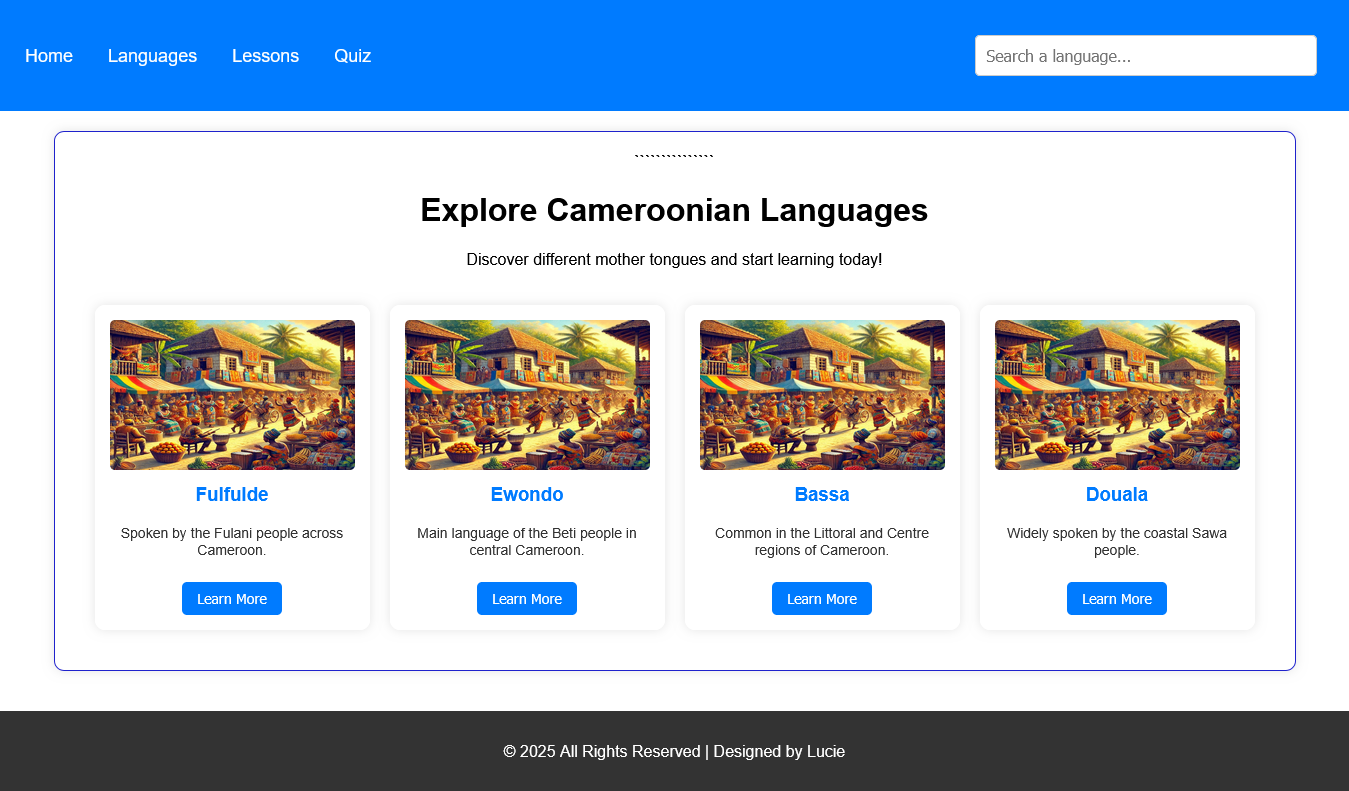 Home Languages Lessons Quiz Search a language...
```````````````
Explore Cameroonian Languages
Discover different mother tongues and start learning today!
Fulfulde
Spoken by the Fulani people across
Cameroon.
Learn More
Ewondo
Main language of the Beti people in
central Cameroon.
Learn More
Bassa
Common in the Littoral and Centre
regions of Cameroon.
Learn More
Douala
Widely spoken by the coastal Sawa
people.
Learn More
© 2025 All Rights Reserved | Designed by Lucie